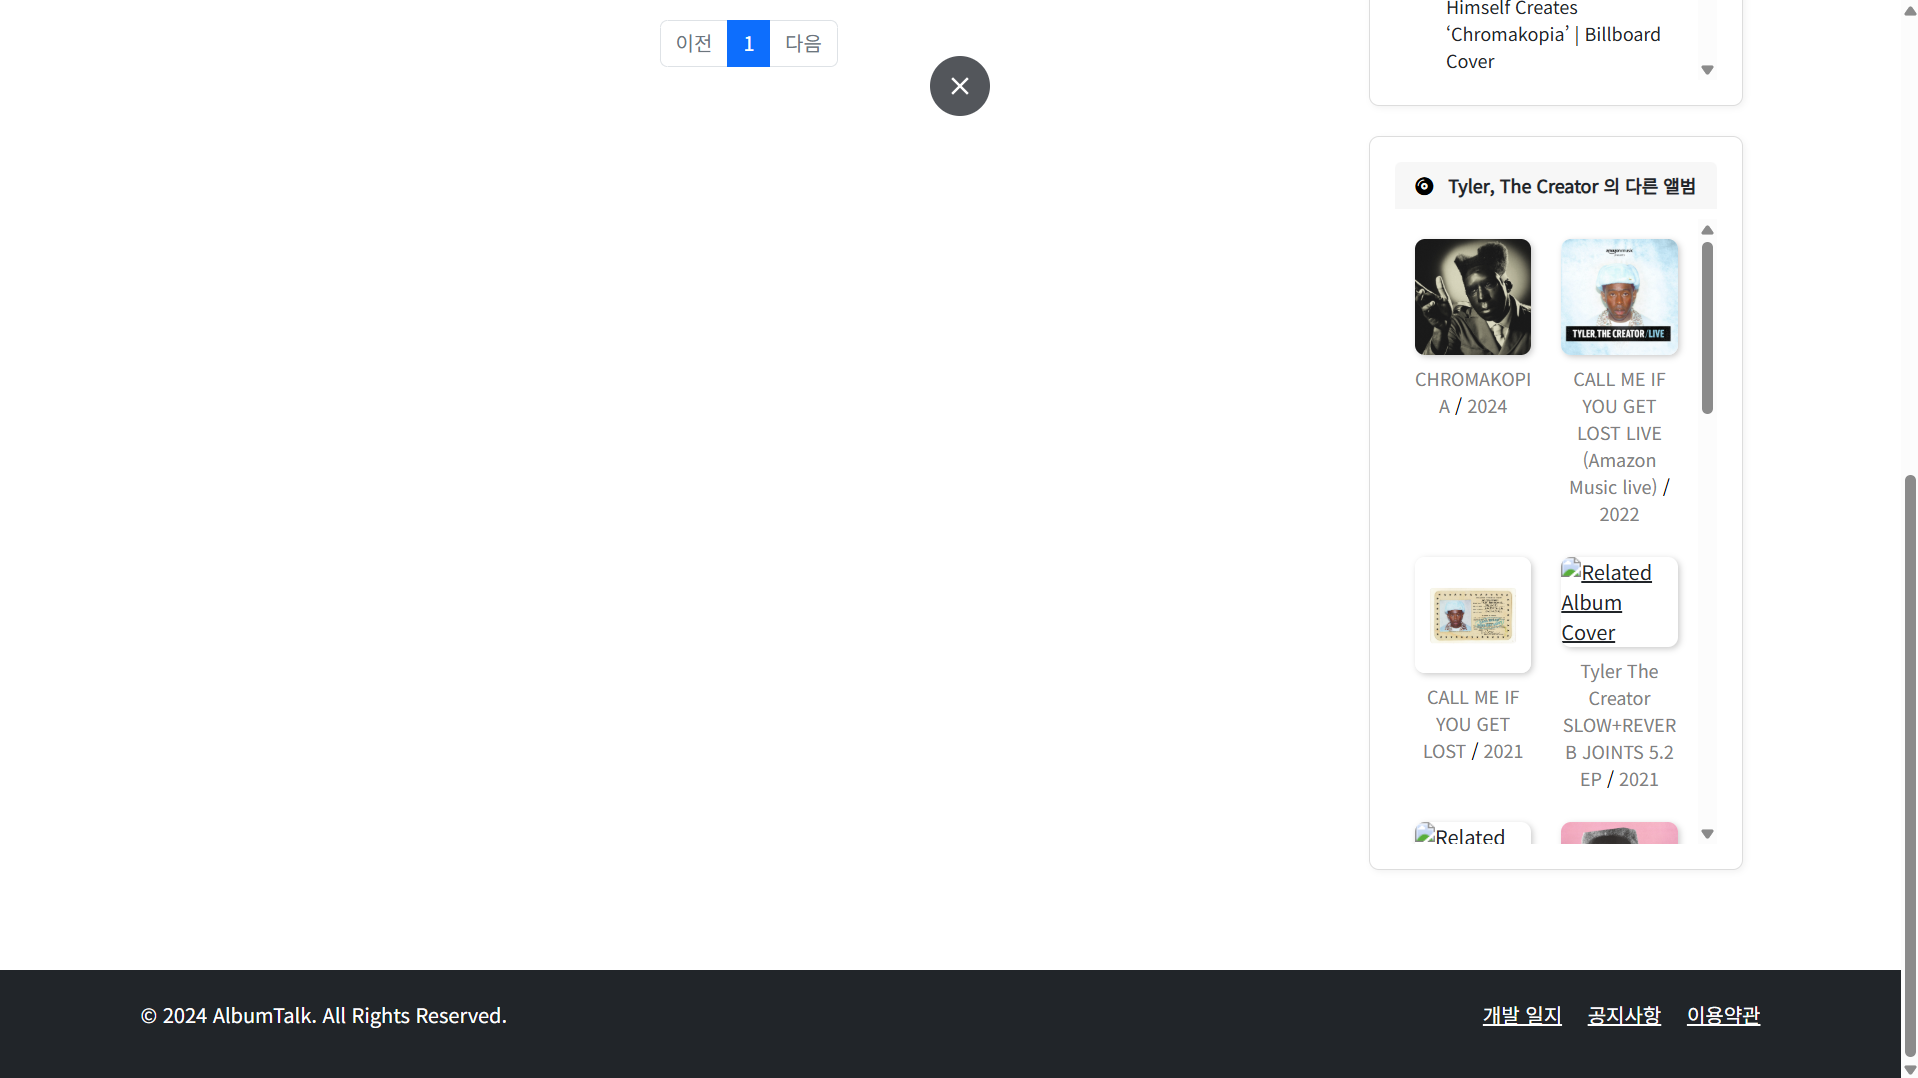 이전 1 다음
Himself Creates
‘Chromakopia’ | Billboard
Cover
Tyler, The Creator 의 다른 앨범
TYLER, THE CREATOR/LIVE
CHROMAKOPI
A / 2024
CALL ME IF
YOU GET
LOST LIVE
(Amazon
Music live) /
2022
Related
Album
Cover
CALL ME IF
YOU GET
LOST / 2021
Tyler The
Creator
SLOW+REVER
B JOINTS 5.2
EP / 2021
Related
© 2024 AlbumTalk. All Rights Reserved.
개발 일지 공지사항 이용약관